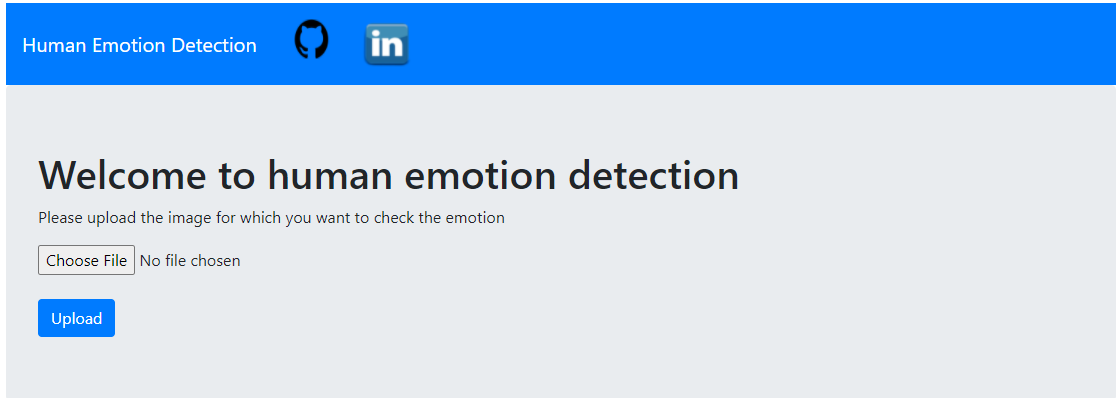 Human Emotion Detection in
Welcome to human emotion detection
Please upload the image for which you want to check the emotion
Choose File No file chosen
Upload